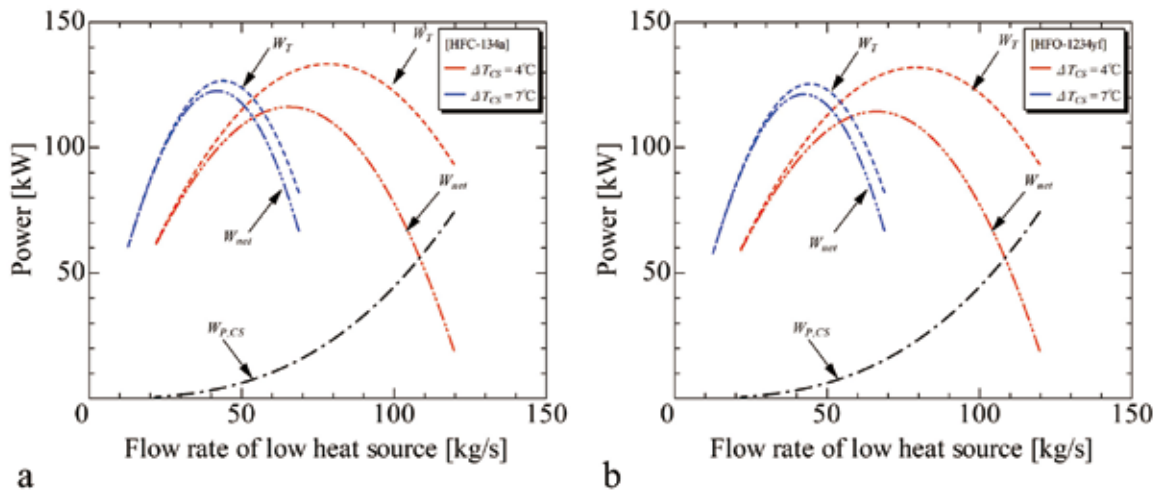 150
100
50
0
50
100
150
Power [kW]
Flow rate of low heat source [kg/s]
[HFC-134a]
ΔT_CS = 4℃
ΔT_CS = 7℃
W_T
W_T
W_net
W_net
W_P,CS
a
150
100
50
0
50
100
150
Power [kW]
Flow rate of low heat source [kg/s]
[HFO-1234yf]
ΔT_CS = 4℃
ΔT_CS = 7℃
W_T
W_T
W_net
W_net
W_P,CS
b